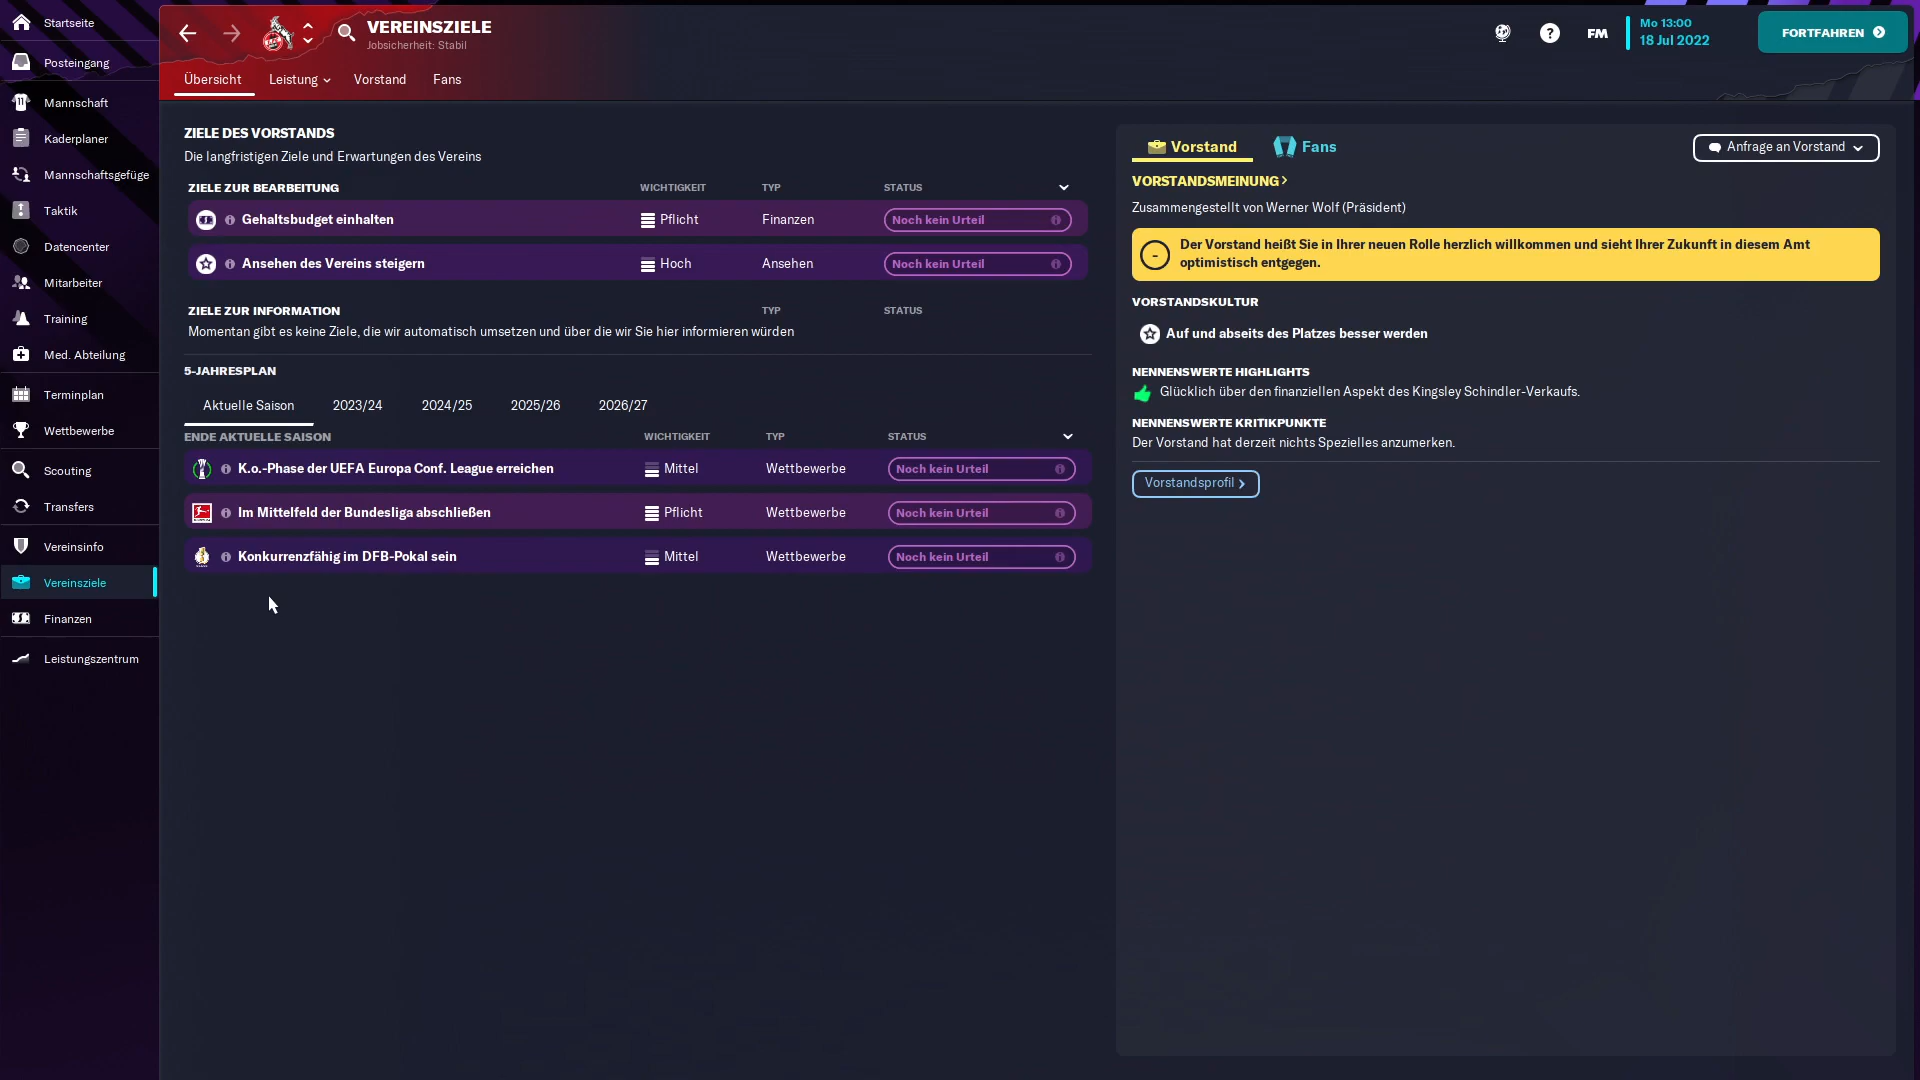 Startseite
Posteingang
Mannschaft
Kaderplaner
Mannschaftsgefüge
Taktik
Datencenter
Mitarbeiter
Training
Med. Abteilung
Terminplan
Wettbewerbe
Scouting
Transfers
Vereinsinfo
Vereinsziele
Finanzen
Leistungszentrum
VEREINSZIELE
Jobsicherheit: Stabil
FM
Mo 13:00
18 Jul 2022
FORTFAHREN
Übersicht
Leistung
Vorstand
Fans
ZIELE DES VORSTANDS
Die langfristigen Ziele und Erwartungen des Vereins
ZIELE ZUR BEARBEITUNG WICHTIGKEIT TYP STATUS
Gehaltsbudget einhalten Pflicht Finanzen Noch kein Urteil
Ansehen des Vereins steigern Hoch Ansehen Noch kein Urteil
ZIELE ZUR INFORMATION TYP STATUS
Momentan gibt es keine Ziele, die wir automatisch umsetzen und über die wir Sie hier informieren würden
5-JAHRESPLAN
Aktuelle Saison 2023/24 2024/25 2025/26 2026/27
ENDE AKTUELLE SAISON WICHTIGKEIT TYP STATUS
K.o.-Phase der UEFA Europa Conf. League erreichen Mittel Wettbewerbe Noch kein Urteil
Im Mittelfeld der Bundesliga abschließen Pflicht Wettbewerbe Noch kein Urteil
Konkurrenzfähig im DFB-Pokal sein Mittel Wettbewerbe Noch kein Urteil
Vorstand Fans Anfrage an Vorstand
VORSTANDSMEINUNG
Zusammengestellt von Werner Wolf (Präsident)
Der Vorstand heißt Sie in Ihrer neuen Rolle herzlich willkommen und sieht Ihrer Zukunft in diesem Amt
optimistisch entgegen.
VORSTANDSKULTUR
Auf und abseits des Platzes besser werden
NENNENSWERTE HIGHLIGHTS
Glücklich über den finanziellen Aspekt des Kingsley Schindler-Verkaufs.
NENNENSWERTE KRITIKPUNKTE
Der Vorstand hat derzeit nichts Spezielles anzumerken.
Vorstandsprofil